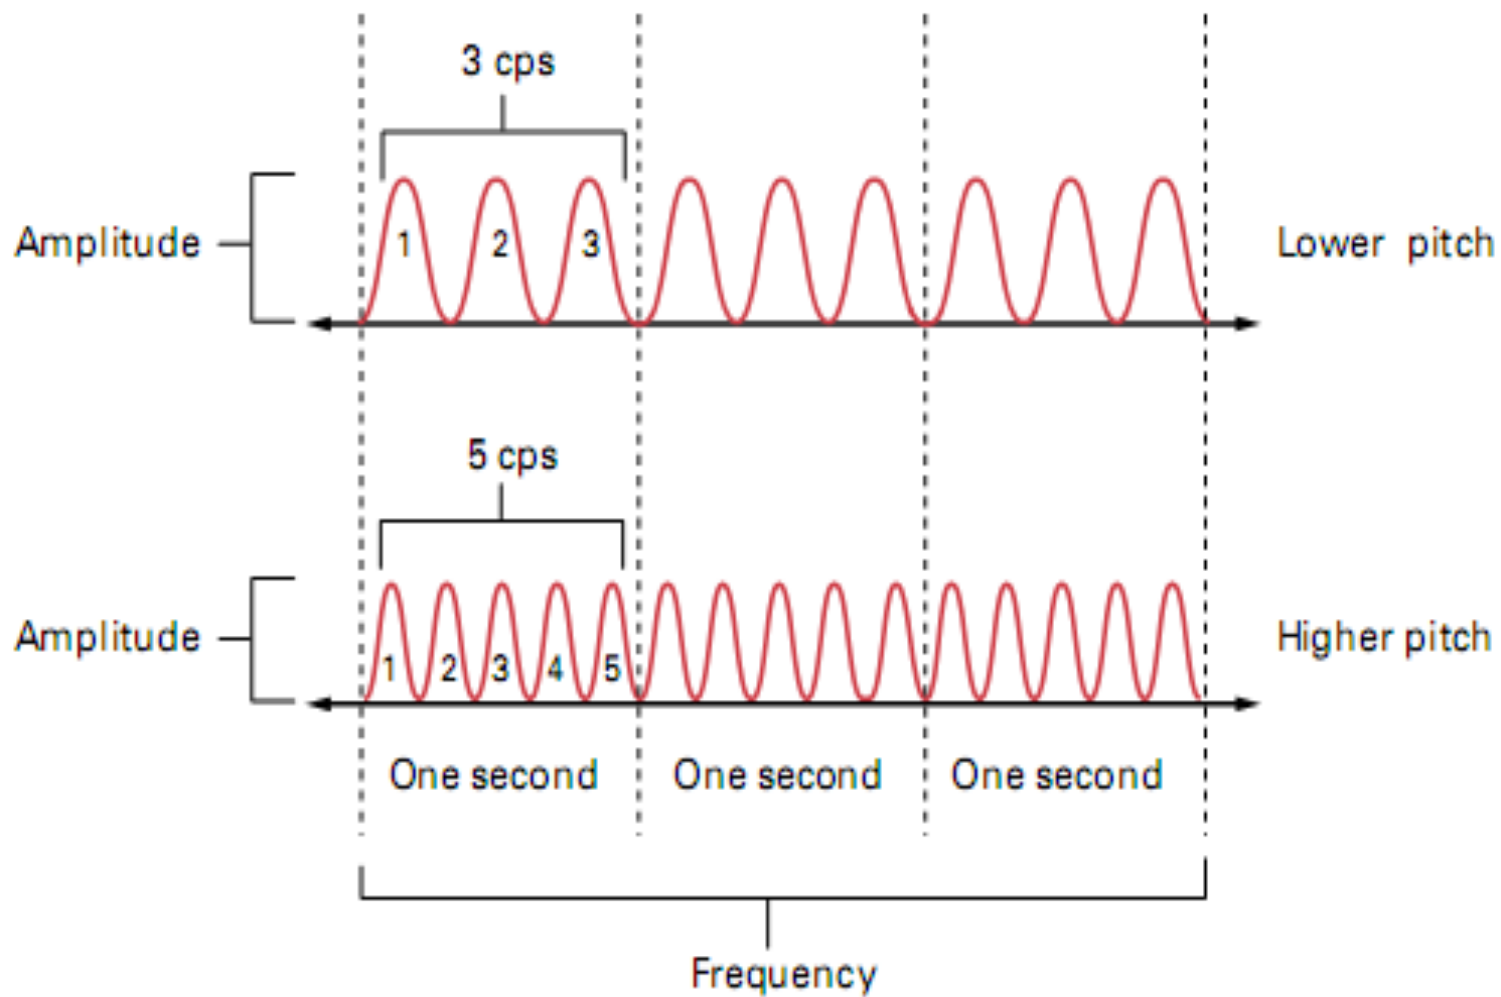 3 cps
Amplitude
1 2 3
Lower pitch
5 cps
Amplitude
1 2 3 4 5
Higher pitch
One second One second One second
Frequency